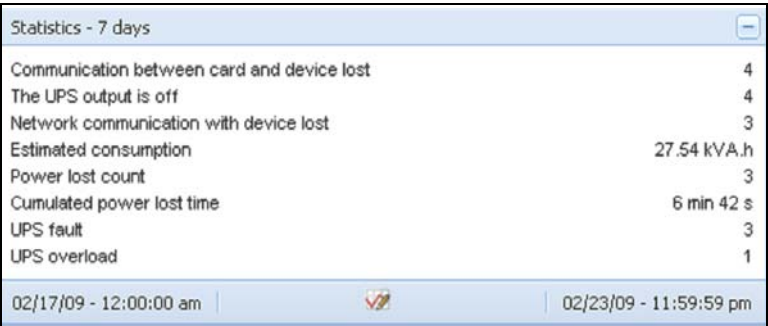 Statistics - 7 days
Communication between card and device lost 4
The UPS output is off 4
Network communication with device lost 3
Estimated consumption 27.54 kVA.h
Power lost count 3
Cumulated power lost time 6 min 42 s
UPS fault 3
UPS overload 1
02/17/09 - 12:00:00 am 02/23/09 - 11:59:59 pm